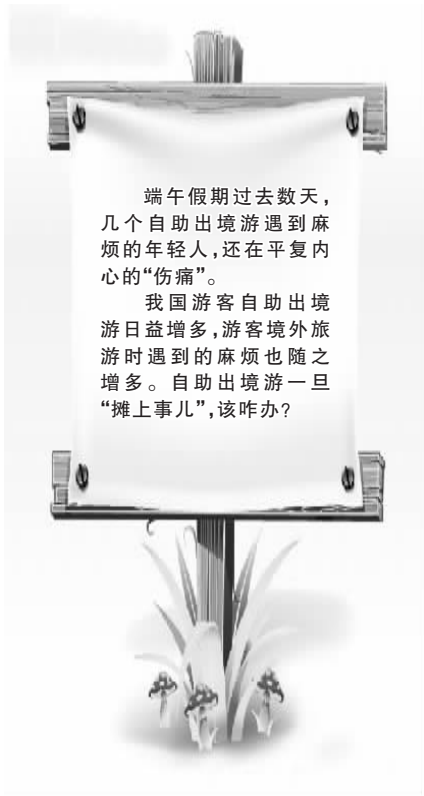 端午假期过去数天，
几个自助出境游遇到麻
烦的年轻人，还在平复内
心的“伤痛”。
我国游客自助出境
游日益增多，游客境外旅
游时遇到的麻烦也随之
增多。自助出境游一旦
“摊上事儿”，该咋办？